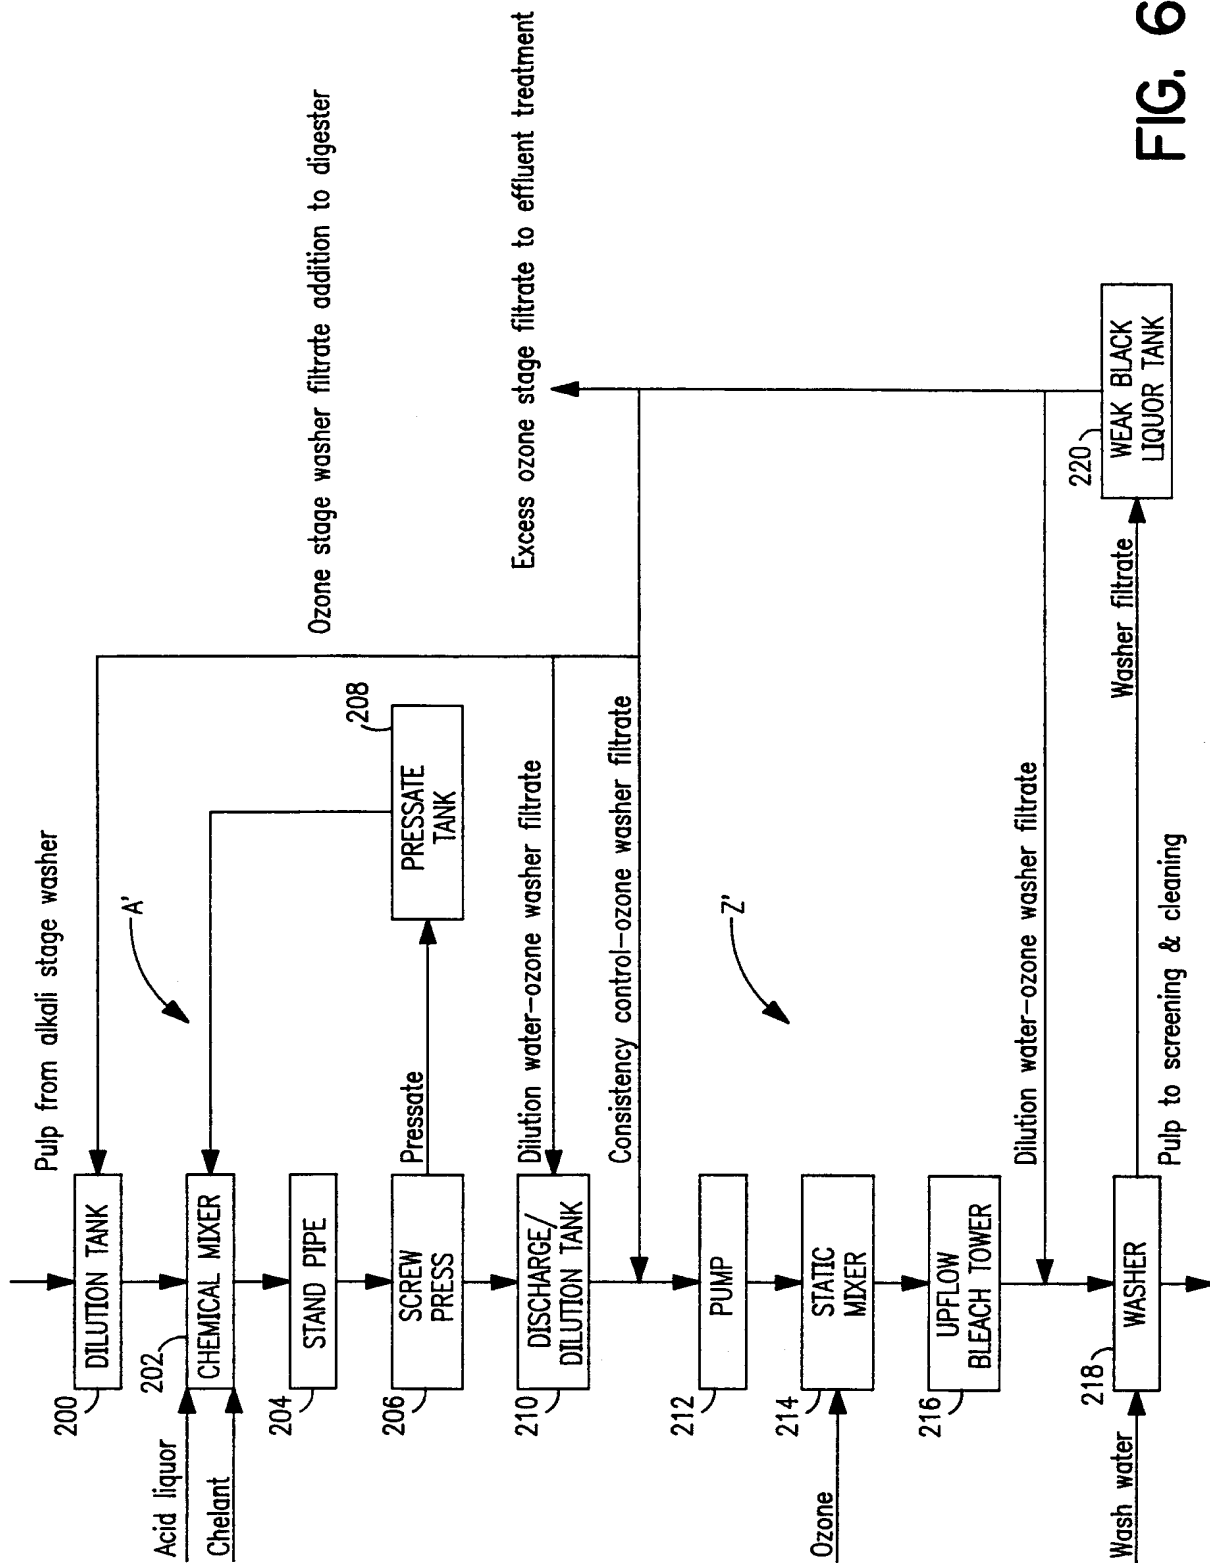 Pulp from alkali stage washer
A'
Ozone stage washer filtrate addition to digester
200
DILUTION TANK
Acid liquor
Chelant
202
CHEMICAL MIXER
204
STAND PIPE
206
SCREW
PRESS
Pressate
208
PRESSATE
TANK
210
DISCHARGE/
DILUTION TANK
Dilution water-ozone washer filtrate
Excess ozone stage filtrate to effluent treatment
Consistency control-ozone washer filtrate
212
PUMP
Z'
Ozone
214
STATIC
MIXER
216
UPFLOW
BLEACH TOWER
Dilution water-ozone washer filtrate
Wash water
218
WASHER
Washer filtrate
220
WEAK BLACK
LIQUOR TANK
Pulp to screening & cleaning
FIG. 6